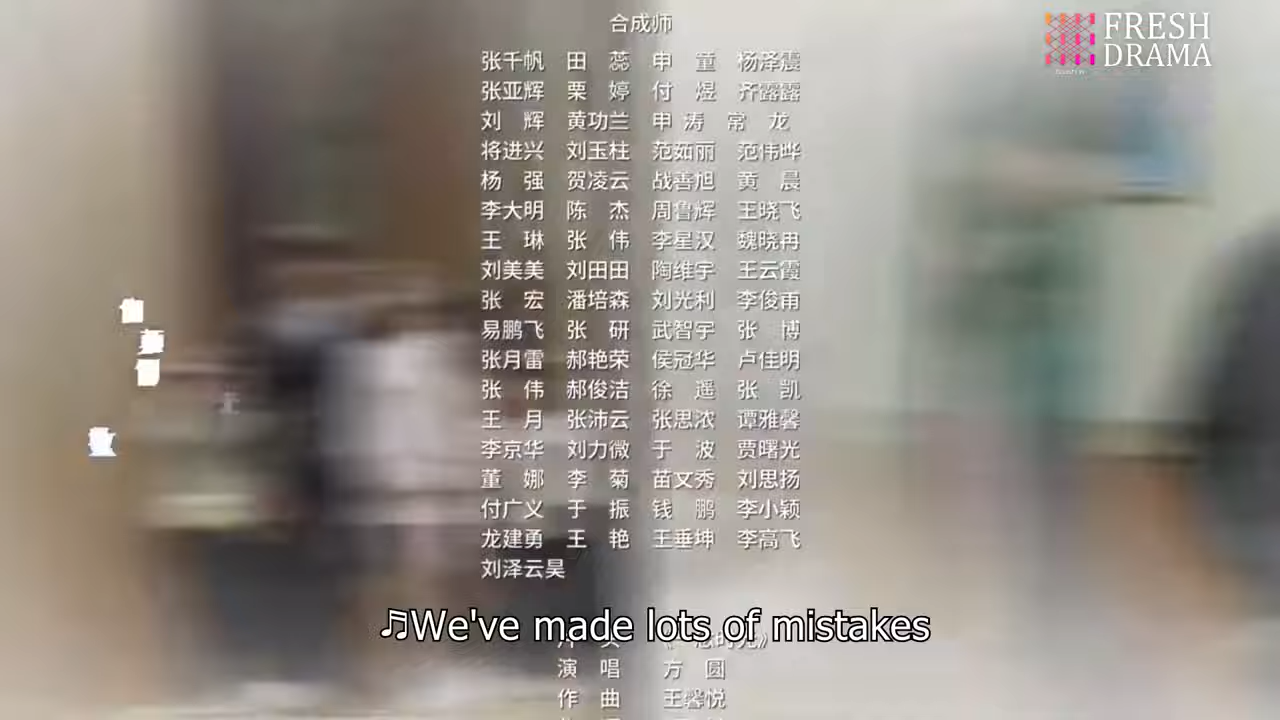 合成师
FRESH
DRAMA
张千帆 田 蕊 申 童 杨泽震
张亚辉 栗 婷 付 煜 齐露露
刘 辉 黄功兰 申 涛 常 龙
将进兴 刘玉柱 范茹丽 范伟晔
杨 强 贺凌云 战善旭 黄 晨
李大明 陈 杰 周鲁辉 王晓飞
王 琳 张 伟 李星汉 魏晓冉
刘美美 刘田田 陶维宇 王云霞
张 宏 潘培森 刘光利 李俊甫
易鹏飞 张 研 武智宇 张 博
张月雷 郝艳荣 侯冠华 卢佳明
张 伟 郝俊洁 徐 遥 张 凯
王 月 张沛云 张思浓 谭雅馨
李京华 刘力微 于 波 贾曙光
董 娜 李 菊 苗文秀 刘思扬
付广义 于 振 钱 鹏 李小颖
龙建勇 王 艳 王垂坤 李高飞
刘泽云昊
♫We've made lots of mistakes
演 唱 方 圆
作 曲 王馨悦